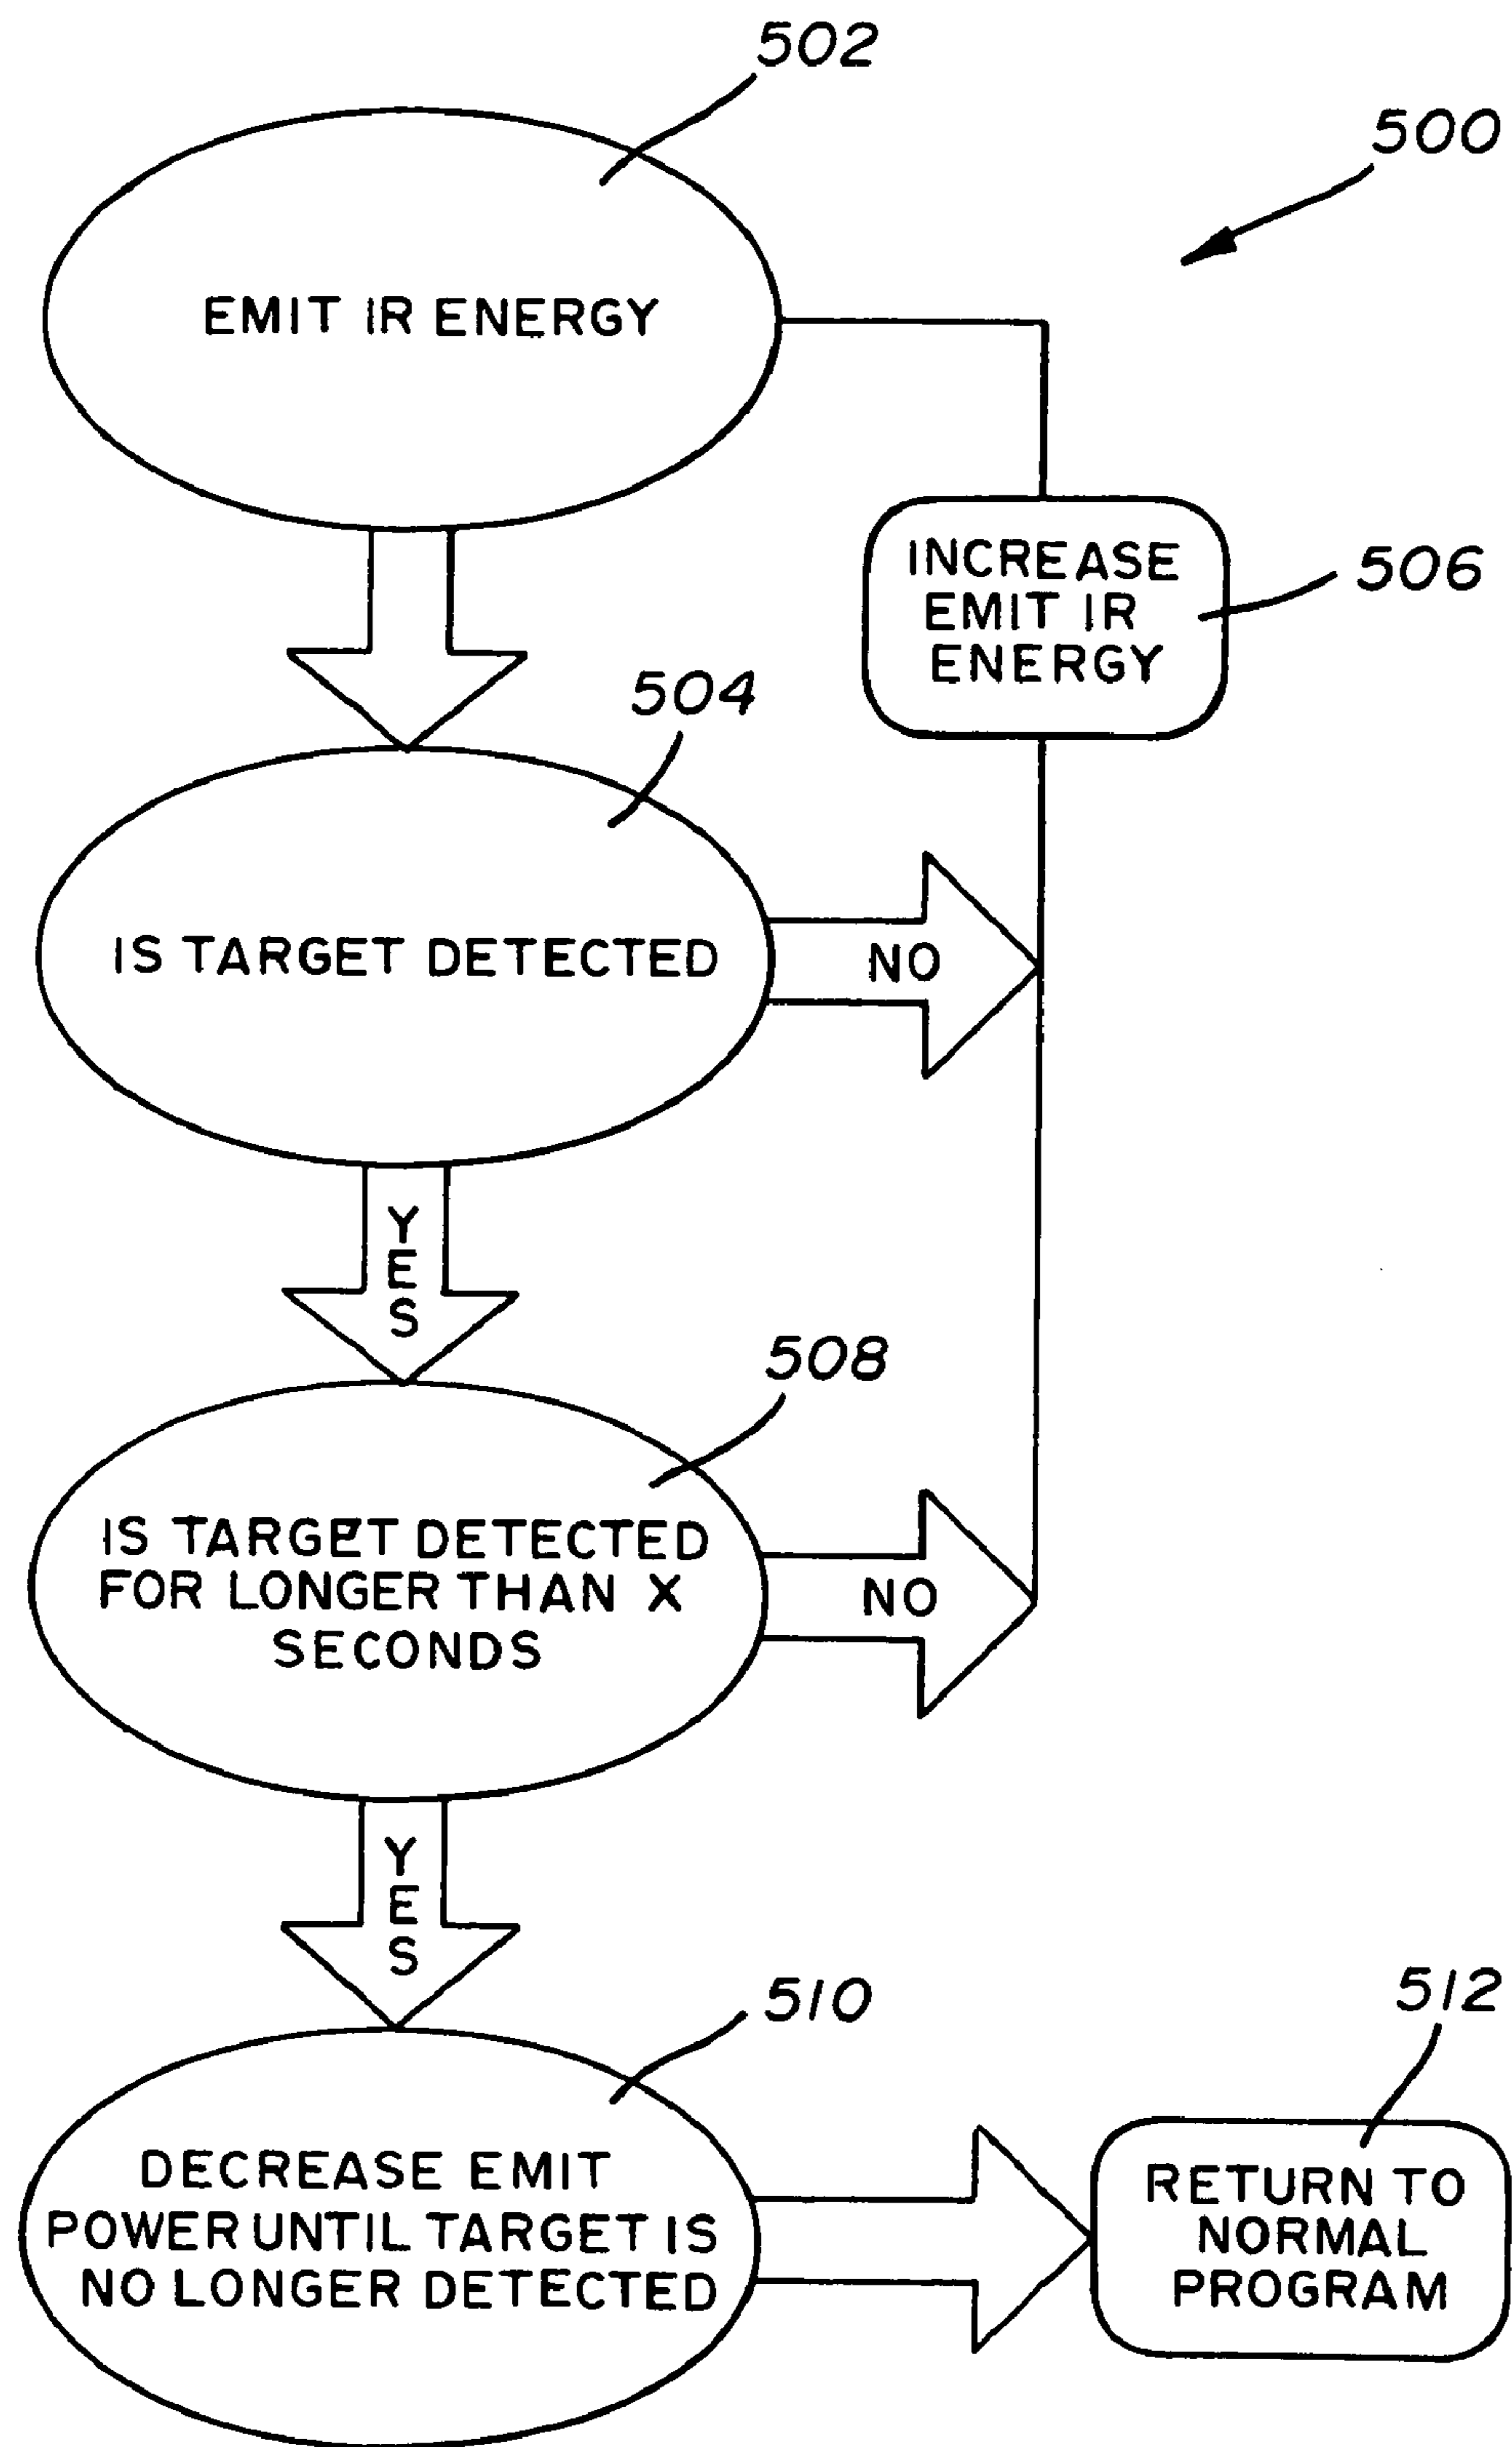 502
500
EMIT IR ENERGY
INCREASE
EMIT IR
ENERGY
506
504
IS TARGET DETECTED
NO
YES
508
IS TARGET DETECTED
FOR LONGER THAN X
SECONDS
NO
YES
510
512
DECREASE EMIT
POWER UNTIL TARGET IS
NO LONGER DETECTED
RETURN TO
NORMAL
PROGRAM